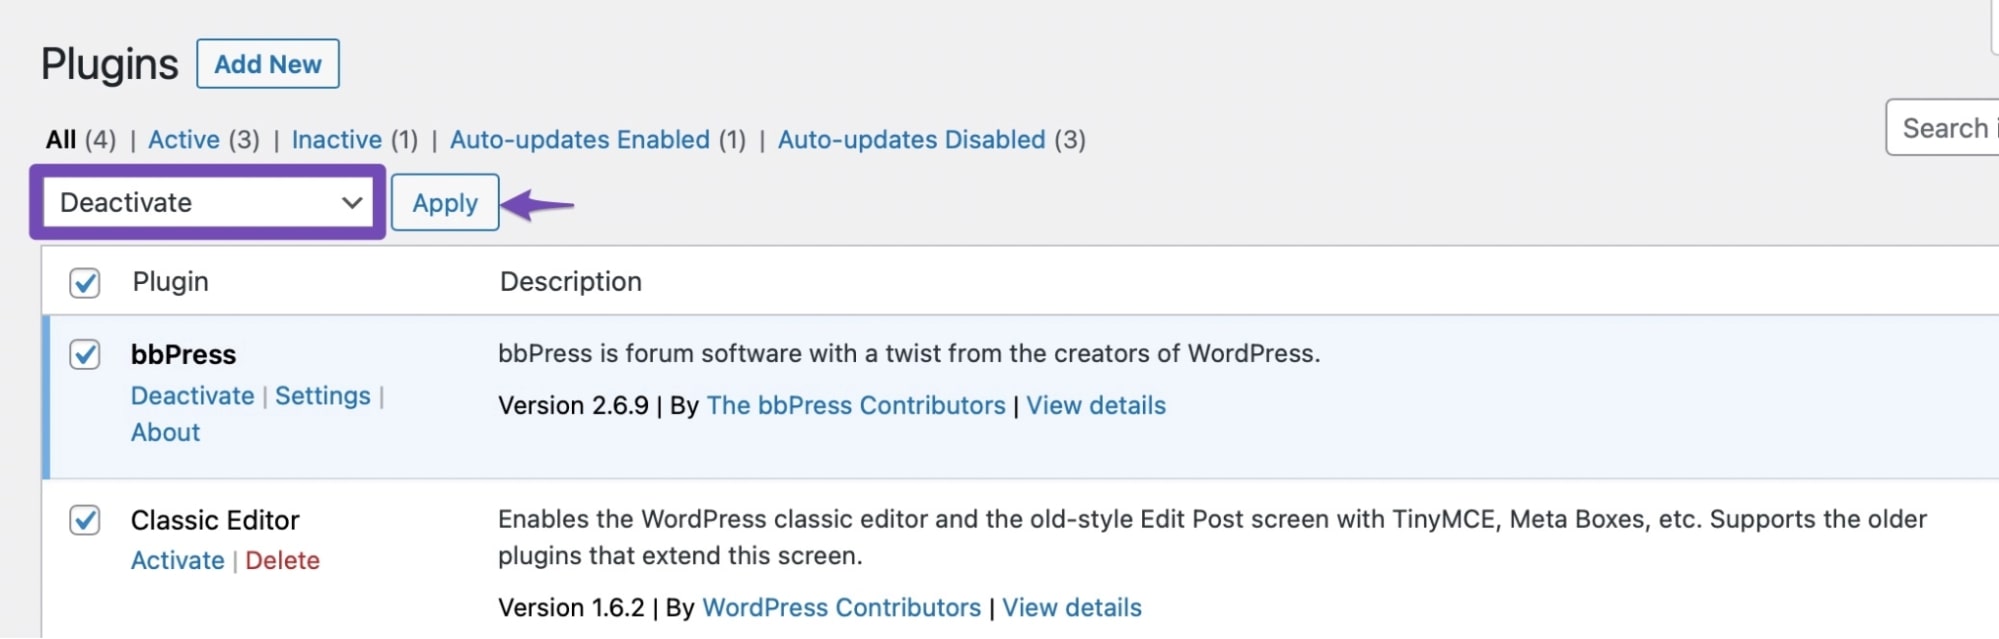 Plugins Add New
All (4) | Active (3) | Inactive (1) | Auto-updates Enabled (1) | Auto-updates Disabled (3)
Search
Deactivate Apply
Plugin Description
bbPress bbPress is forum software with a twist from the creators of WordPress.
Deactivate | Settings |
About
Version 2.6.9 | By The bbPress Contributors | View details
Classic Editor Enables the WordPress classic editor and the old-style Edit Post screen with TinyMCE, Meta Boxes, etc. Supports the older
Activate | Delete plugins that extend this screen.
Version 1.6.2 | By WordPress Contributors | View details